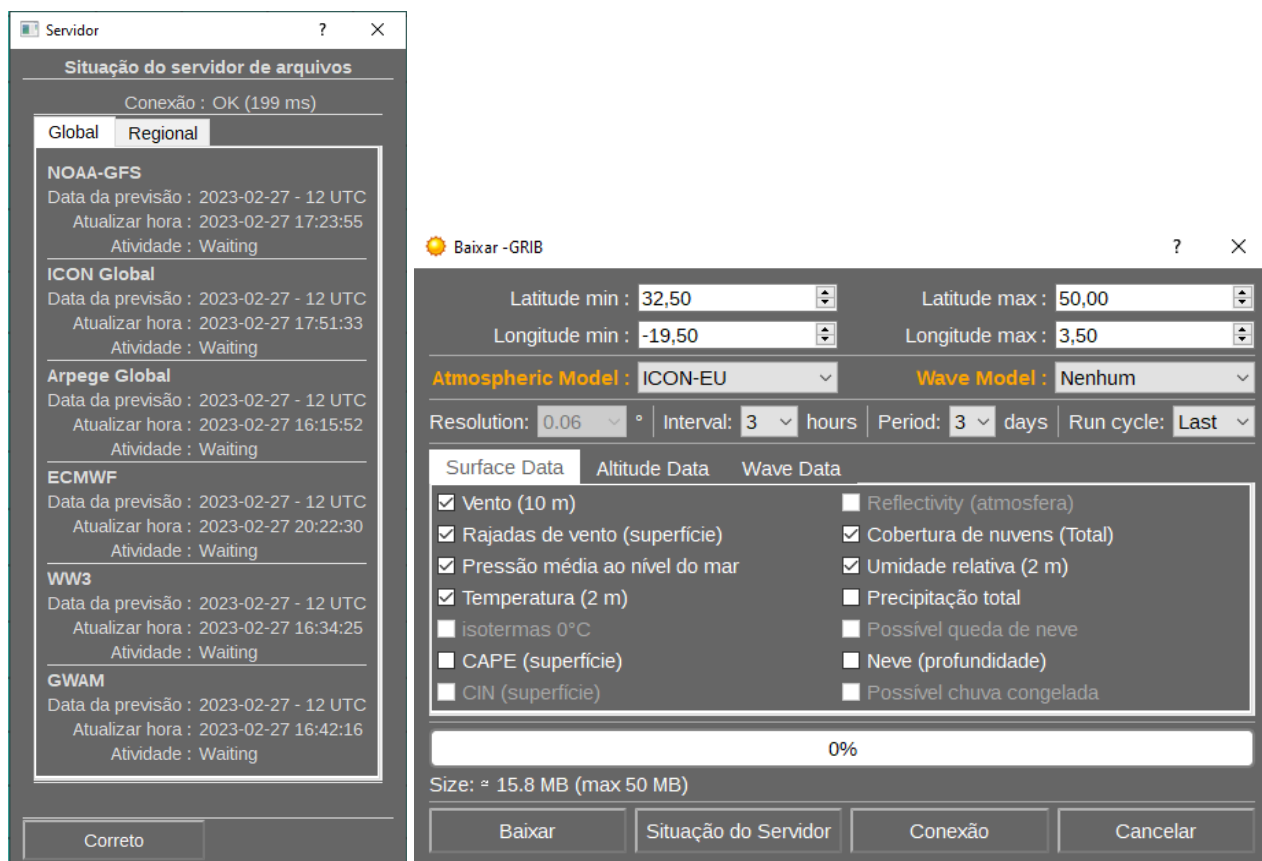 Servidor ?
Situação do servidor de arquivos
Conexão : OK (199 ms)
Global Regional
NOAA-GFS
Data da previsão : 2023-02-27 - 12 UTC
Atualizar hora : 2023-02-27 17:23:55
Atividade : Waiting
ICON Global
Data da previsão : 2023-02-27 - 12 UTC
Atualizar hora : 2023-02-27 17:51:33
Atividade : Waiting
Arpege Global
Data da previsão : 2023-02-27 - 12 UTC
Atualizar hora : 2023-02-27 16:15:52
Atividade : Waiting
ECMWF
Data da previsão : 2023-02-27 - 12 UTC
Atualizar hora : 2023-02-27 20:22:30
Atividade : Waiting
WW3
Data da previsão : 2023-02-27 - 12 UTC
Atualizar hora : 2023-02-27 16:34:25
Atividade : Waiting
GWAM
Data da previsão : 2023-02-27 - 12 UTC
Atualizar hora : 2023-02-27 16:42:16
Atividade : Waiting
Correto
Baixar -GRIB ?
Latitude min : 32,50 Latitude max : 50,00
Longitude min : -19,50 Longitude max : 3,50
Atmospheric Model : ICON-EU Wave Model : Nenhum
Resolution: 0.06 ° Interval: 3 hours Period: 3 days Run cycle: Last
Surface Data Altitude Data Wave Data
Vento (10 m) Reflectivity (atmosfera)
Rajadas de vento (superfície) Cobertura de nuvens (Total)
Pressão média ao nível do mar Umidade relativa (2 m)
Temperatura (2 m) Precipitação total
isotermas 0°C Possível queda de neve
CAPE (superfície) Neve (profundidade)
CIN (superfície) Possível chuva congelada
0%
Size: ≃ 15.8 MB (max 50 MB)
Baixar Situação do Servidor Conexão Cancelar